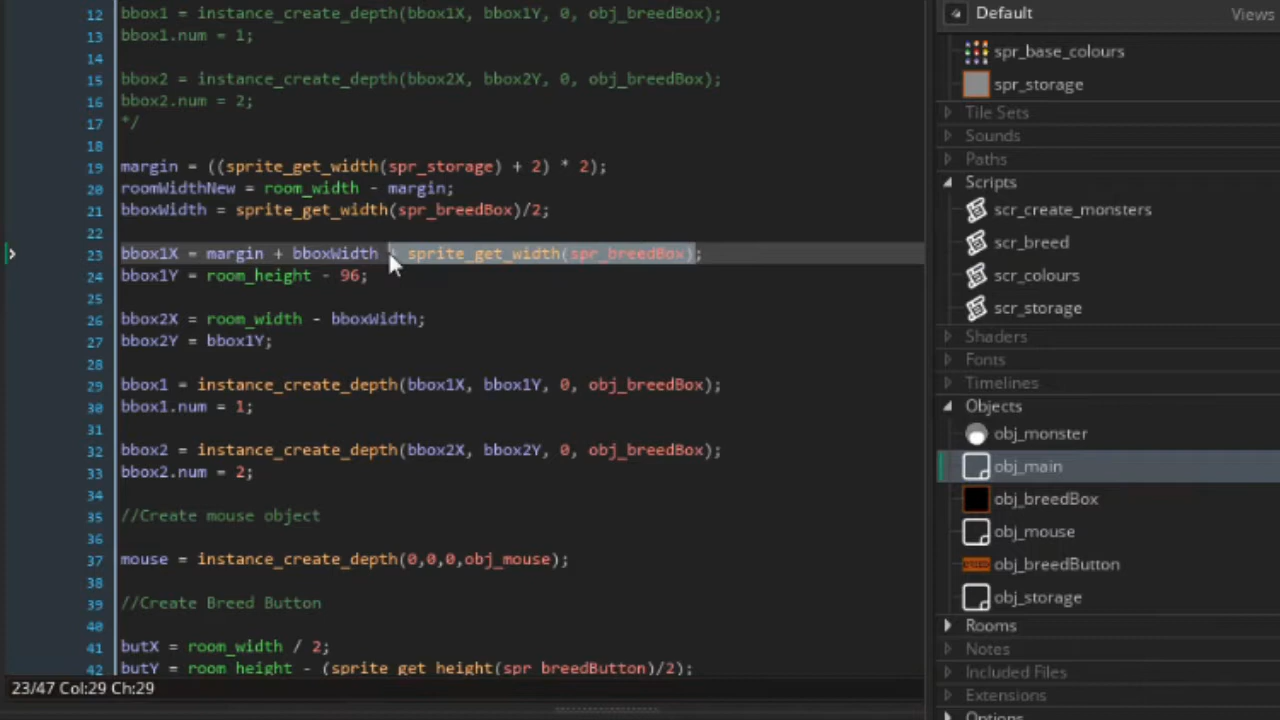 12 bbox1 = instance_create_depth(bbox1X, bbox1Y, 0, obj_breedBox);
13 bbox1.num = 1;
14
15 bbox2 = instance_create_depth(bbox2X, bbox2Y, 0, obj_breedBox);
16 bbox2.num = 2;
17 */
18
19 margin = ((sprite_get_width(spr_storage) + 2) * 2);
20 roomWidthNew = room_width - margin;
21 bboxWidth = sprite_get_width(spr_breedBox)/2;
22
23 bbox1X = margin + bboxWidth sprite_get_width(spr_breedBox);
24 bbox1Y = room_height - 96;
25
26 bbox2X = room_width - bboxWidth;
27 bbox2Y = bbox1Y;
28
29 bbox1 = instance_create_depth(bbox1X, bbox1Y, 0, obj_breedBox);
30 bbox1.num = 1;
31
32 bbox2 = instance_create_depth(bbox2X, bbox2Y, 0, obj_breedBox);
33 bbox2.num = 2;
34
35 //Create mouse object
36
37 mouse = instance_create_depth(0,0,0,obj_mouse);
38
39 //Create Breed Button
40
41 butX = room_width / 2;
42 butY = room_height - (sprite_get_height(spr_breedButton)/2);
23/47 Col:29 Ch:29
Default Views
spr_base_colours
spr_storage
Tile Sets
Sounds
Paths
Scripts
scr_create_monsters
scr_breed
scr_colours
scr_storage
Shaders
Fonts
Timelines
Objects
obj_monster
obj_main
obj_breedBox
obj_mouse
obj_breedButton
obj_storage
Rooms
Notes
Included Files
Extensions
Options